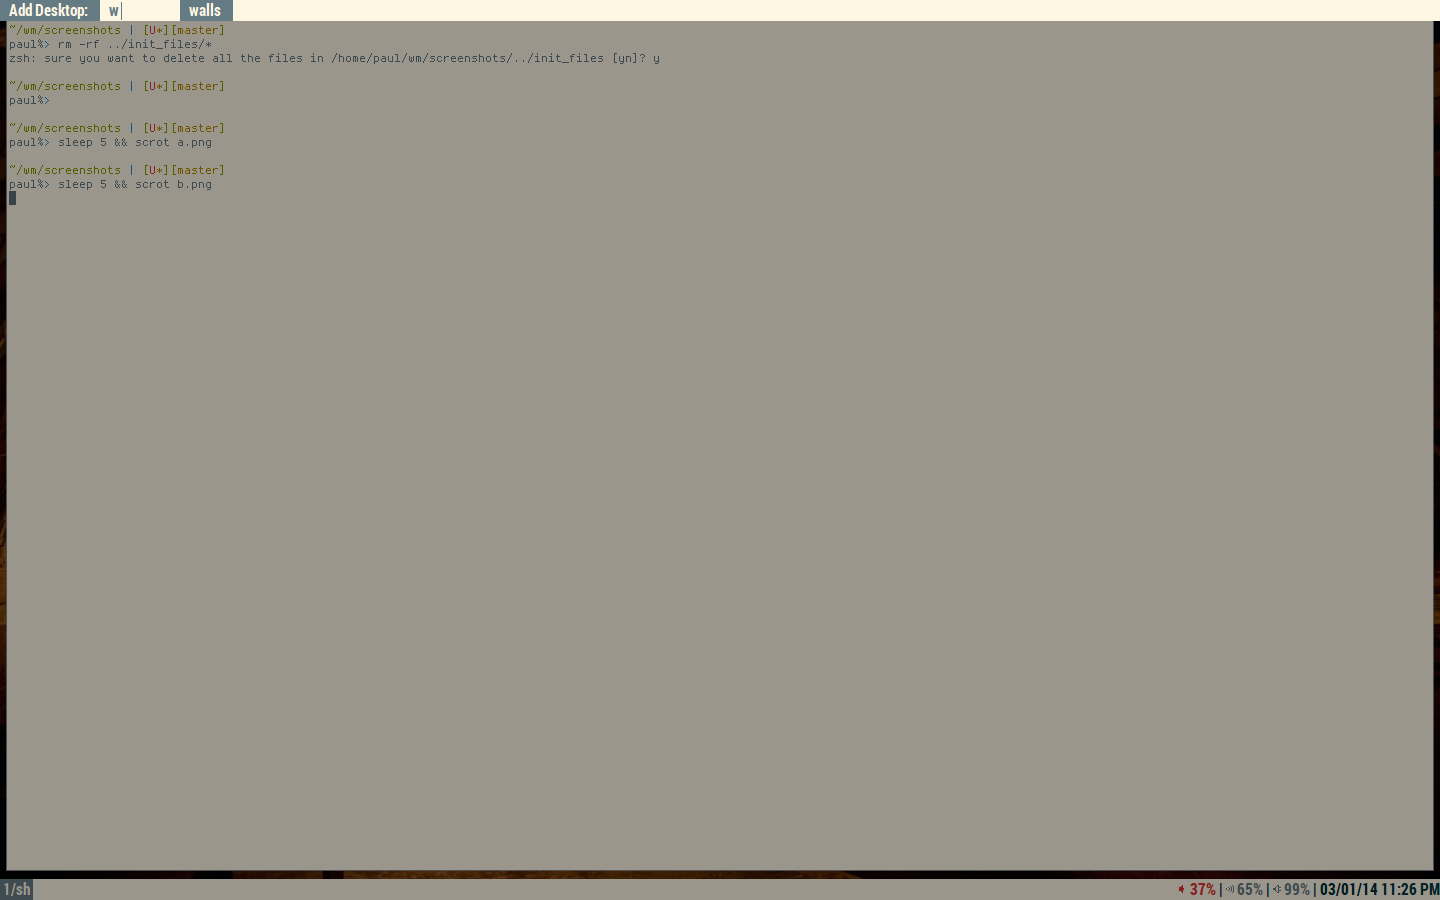 Add Desktop: w walls
~/wm/screenshots | [U*][master]
paul%> rm -rf ../init_files/*
zsh: sure you want to delete all the files in /home/paul/wm/screenshots/../init_files [yn]? y
~/wm/screenshots | [U*][master]
paul%>
~/wm/screenshots | [U*][master]
paul%> sleep 5 && scrot a.png
~/wm/screenshots | [U*][master]
paul%> sleep 5 && scrot b.png
1/sh 37% | 65% | 99% | 03/01/14 11:26 PM